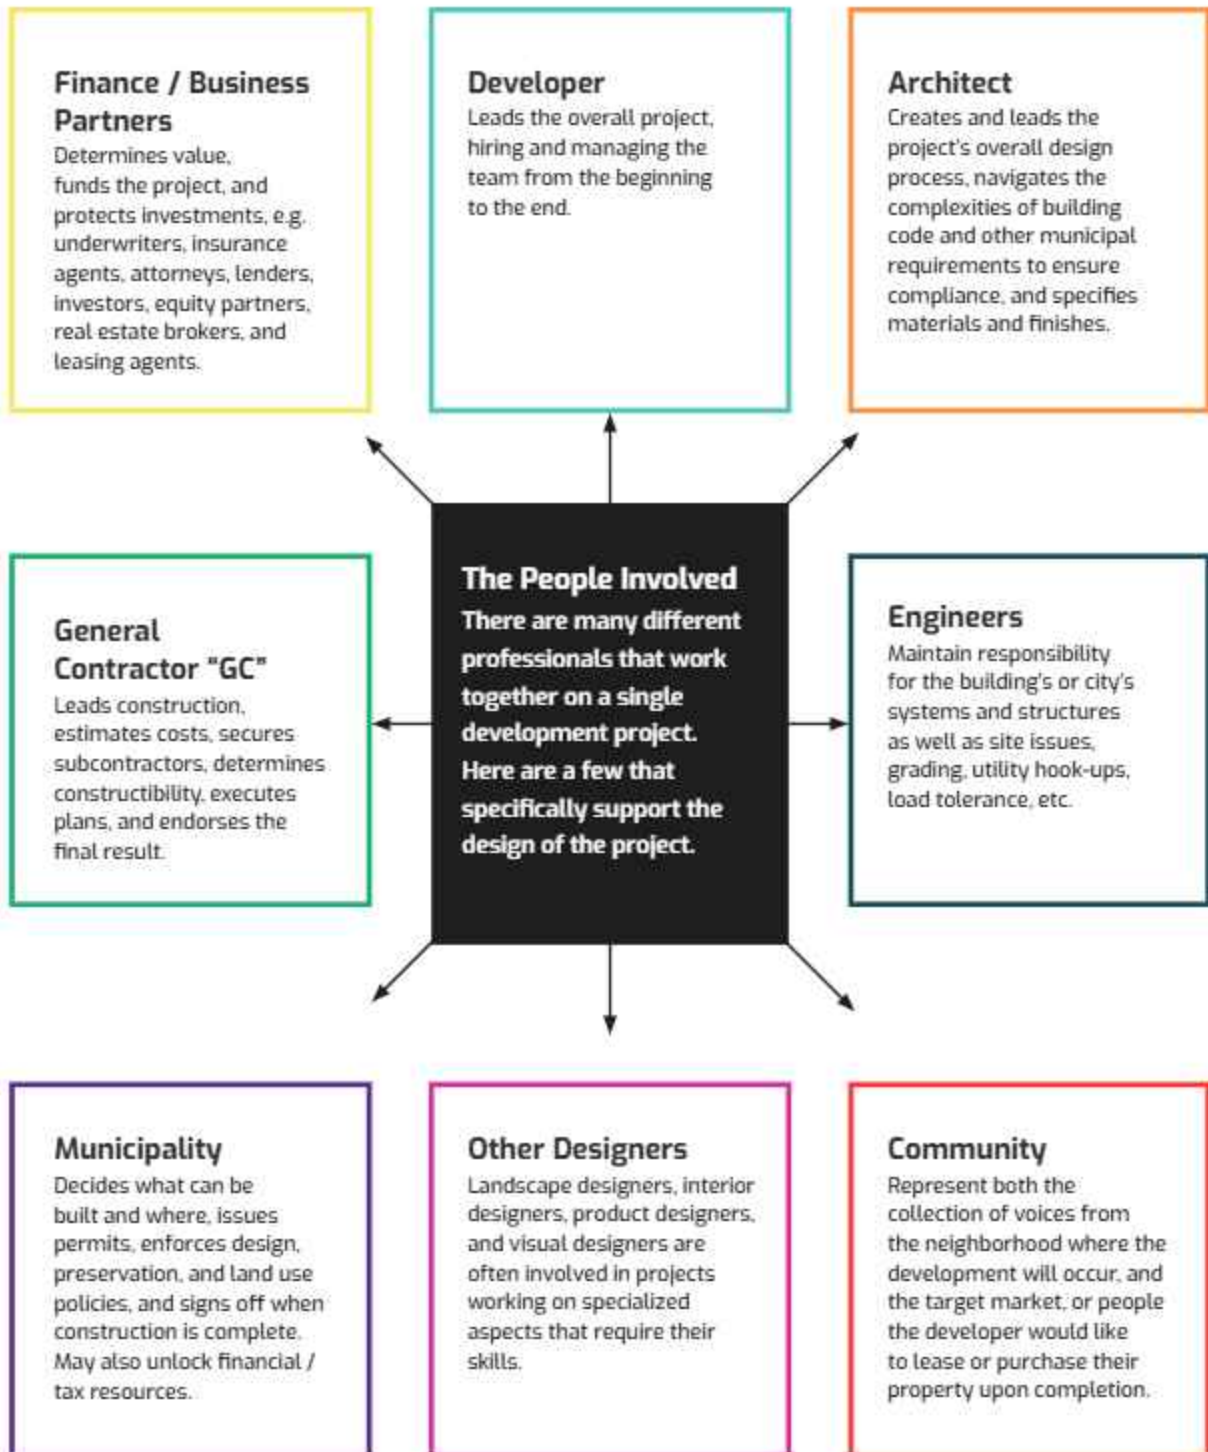 Finance / Business
Partners
Determines value,
funds the project, and
protects investments, e.g.
underwriters, insurance
agents, attorneys, lenders,
investors, equity partners,
real estate brokers, and
leasing agents.
Developer
Leads the overall project,
hiring and managing the
team from the beginning
to the end.
Architect
Creates and leads the
project's overall design
process, navigates the
complexities of building
code and other municipal
requirements to ensure
compliance, and specifies
materials and finishes.
General
Contractor "GC"
Leads construction,
estimates costs, secures
subcontractors, determines
constructibility, executes
plans, and endorses the
final result.
The People Involved
There are many different
professionals that work
together on a single
development project.
Here are a few that
specifically support the
design of the project.
Engineers
Maintain responsibility
for the building's or city's
systems and structures
as well as site issues,
grading, utility hook-ups,
load tolerance, etc.
Municipality
Decides what can be
built and where, issues
permits, enforces design,
preservation, and land use
policies, and signs off when
construction is complete.
May also unlock financial /
tax resources.
Other Designers
Landscape designers, interior
designers, product designers,
and visual designers are
often involved in projects
working on specialized
aspects that require their
skills.
Community
Represent both the
collection of voices from
the neighborhood where the
development will occur, and
the target market, or people
the developer would like
to lease or purchase their
property upon completion.